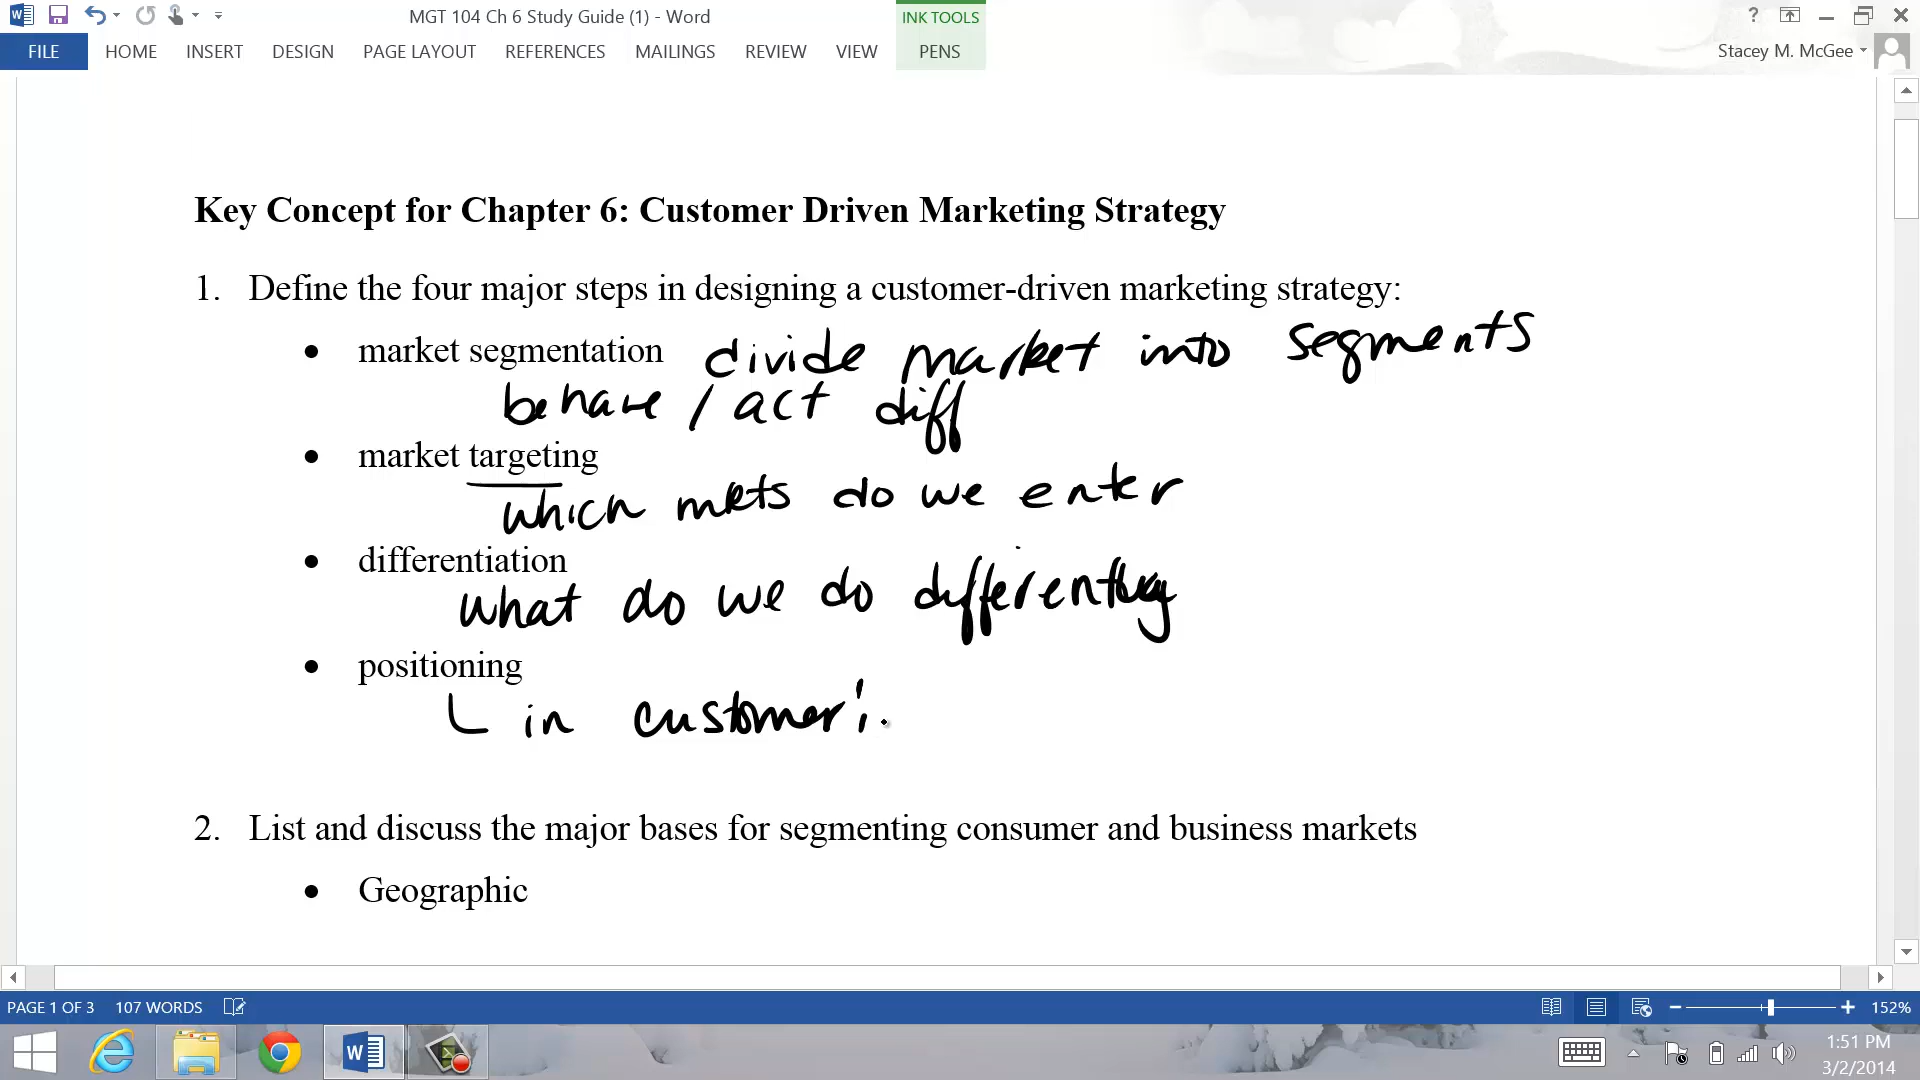 MGT 104 Ch 6 Study Guide (1) - Word
INK TOOLS
?
FILE HOME INSERT DESIGN PAGE LAYOUT REFERENCES MAILINGS REVIEW VIEW PENS
Stacey M. McGee
Key Concept for Chapter 6: Customer Driven Marketing Strategy
1. Define the four major steps in designing a customer-driven marketing strategy:
• market segmentation divide market into segments
behave / act diff
• market targeting
which mkts do we enter
• differentiation
what do we do differently
• positioning
in customer'
2. List and discuss the major bases for segmenting consumer and business markets
• Geographic
PAGE 1 OF 3 107 WORDS 152%
1:51 PM
3/2/2014